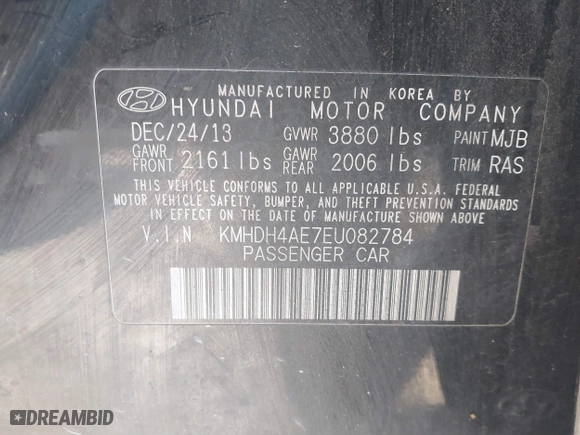 MANUFACTURED IN KOREA BY
HYUNDAI MOTOR COMPANY
DEC/24/13 GVWR 3880 lbs PAINT MJB
GAWR FRONT 2161 lbs GAWR REAR 2006 lbs TRIM RAS
THIS VEHICLE CONFORMS TO ALL APPLICABLE U.S.A. FEDERAL
MOTOR VEHICLE SAFETY, BUMPER, AND THEFT PREVENTION STANDARDS
IN EFFECT ON THE DATE OF MANUFACTURE SHOWN ABOVE.
V.I.N KMHDH4AE7EU082784
PASSENGER CAR
DREAMBID